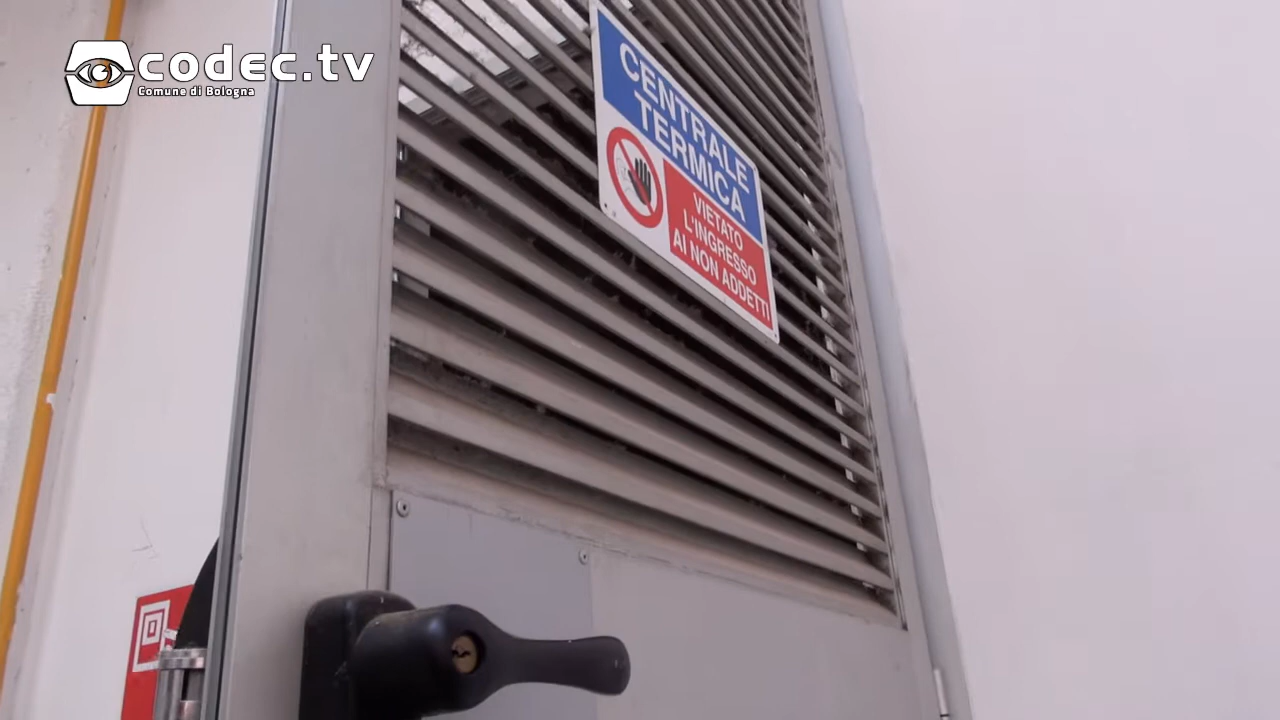 codec.tv
Comune di Bologna
CENTRALE
TERMICA
VIETATO
L'INGRESSO
AI NON ADDETTI